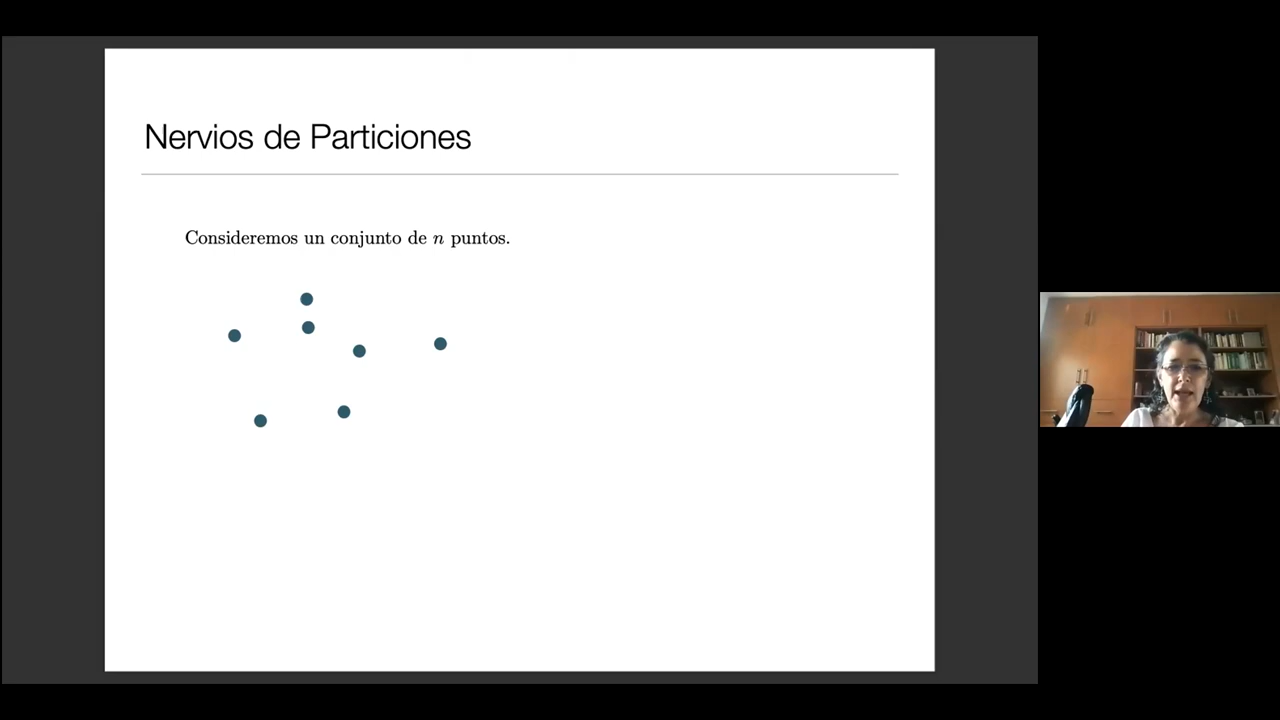 Nervios de Particiones
Consideremos un conjunto de n puntos.